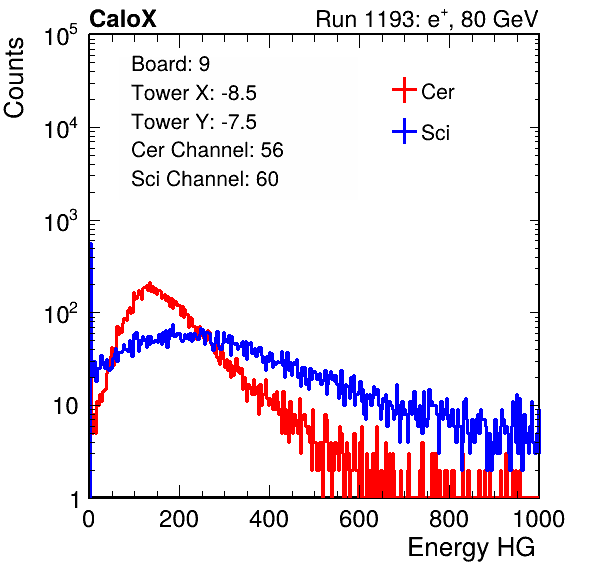 CaloX Run 1193: e⁺, 80 GeV
Counts
Board: 9
Tower X: -8.5
Tower Y: -7.5
Cer Channel: 56
Sci Channel: 60
Cer
Sci
10⁵
10⁴
10³
10²
10
1
0 200 400 600 800 1000
Energy HG